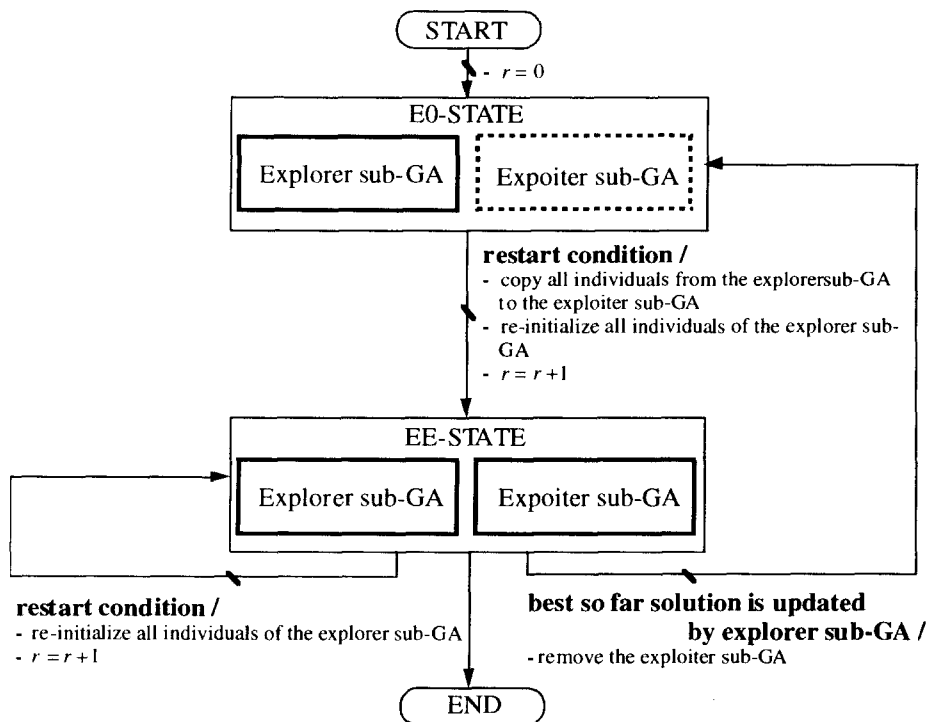 START
- r = 0
E0-STATE
Explorer sub-GA
Expoiter sub-GA
restart condition /
- copy all individuals from the explorersub-GA
to the exploiter sub-GA
- re-initialize all individuals of the explorer sub-
GA
- r = r+1
EE-STATE
Explorer sub-GA
Expoiter sub-GA
restart condition /
- re-initialize all individuals of the explorer sub-GA
- r = r+1
best so far solution is updated
by explorer sub-GA /
- remove the exploiter sub-GA
END